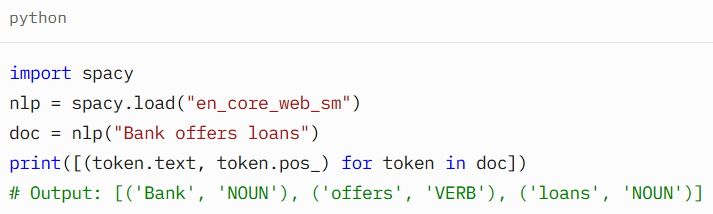 python
import spacy
nlp = spacy.load("en_core_web_sm")
doc = nlp("Bank offers loans")
print([(token.text, token.pos_) for token in doc])
# Output: [('Bank', 'NOUN'), ('offers', 'VERB'), ('loans', 'NOUN')]